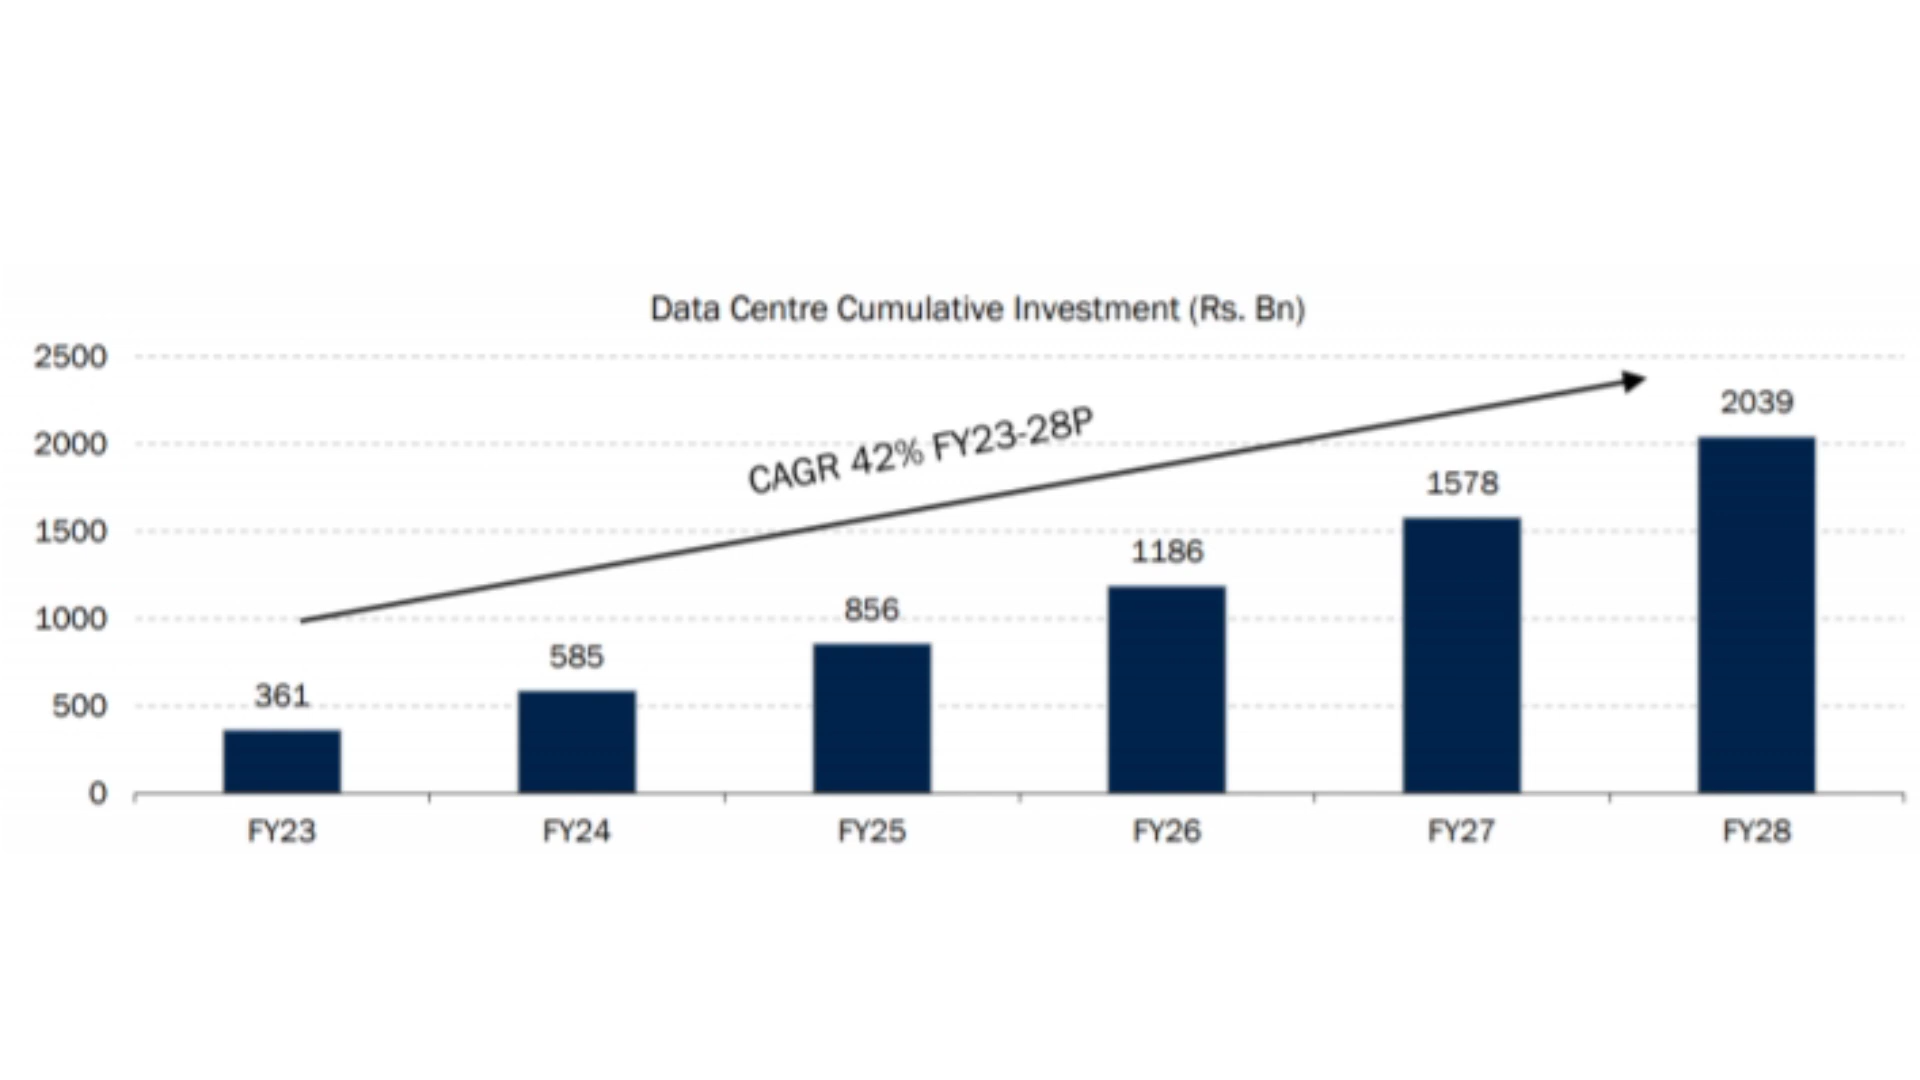 Data Centre Cumulative Investment (Rs. Bn)
2500
2000
1500
1000
500
0
CAGR 42% FY23-28P
361
585
856
1186
1578
2039
FY23
FY24
FY25
FY26
FY27
FY28